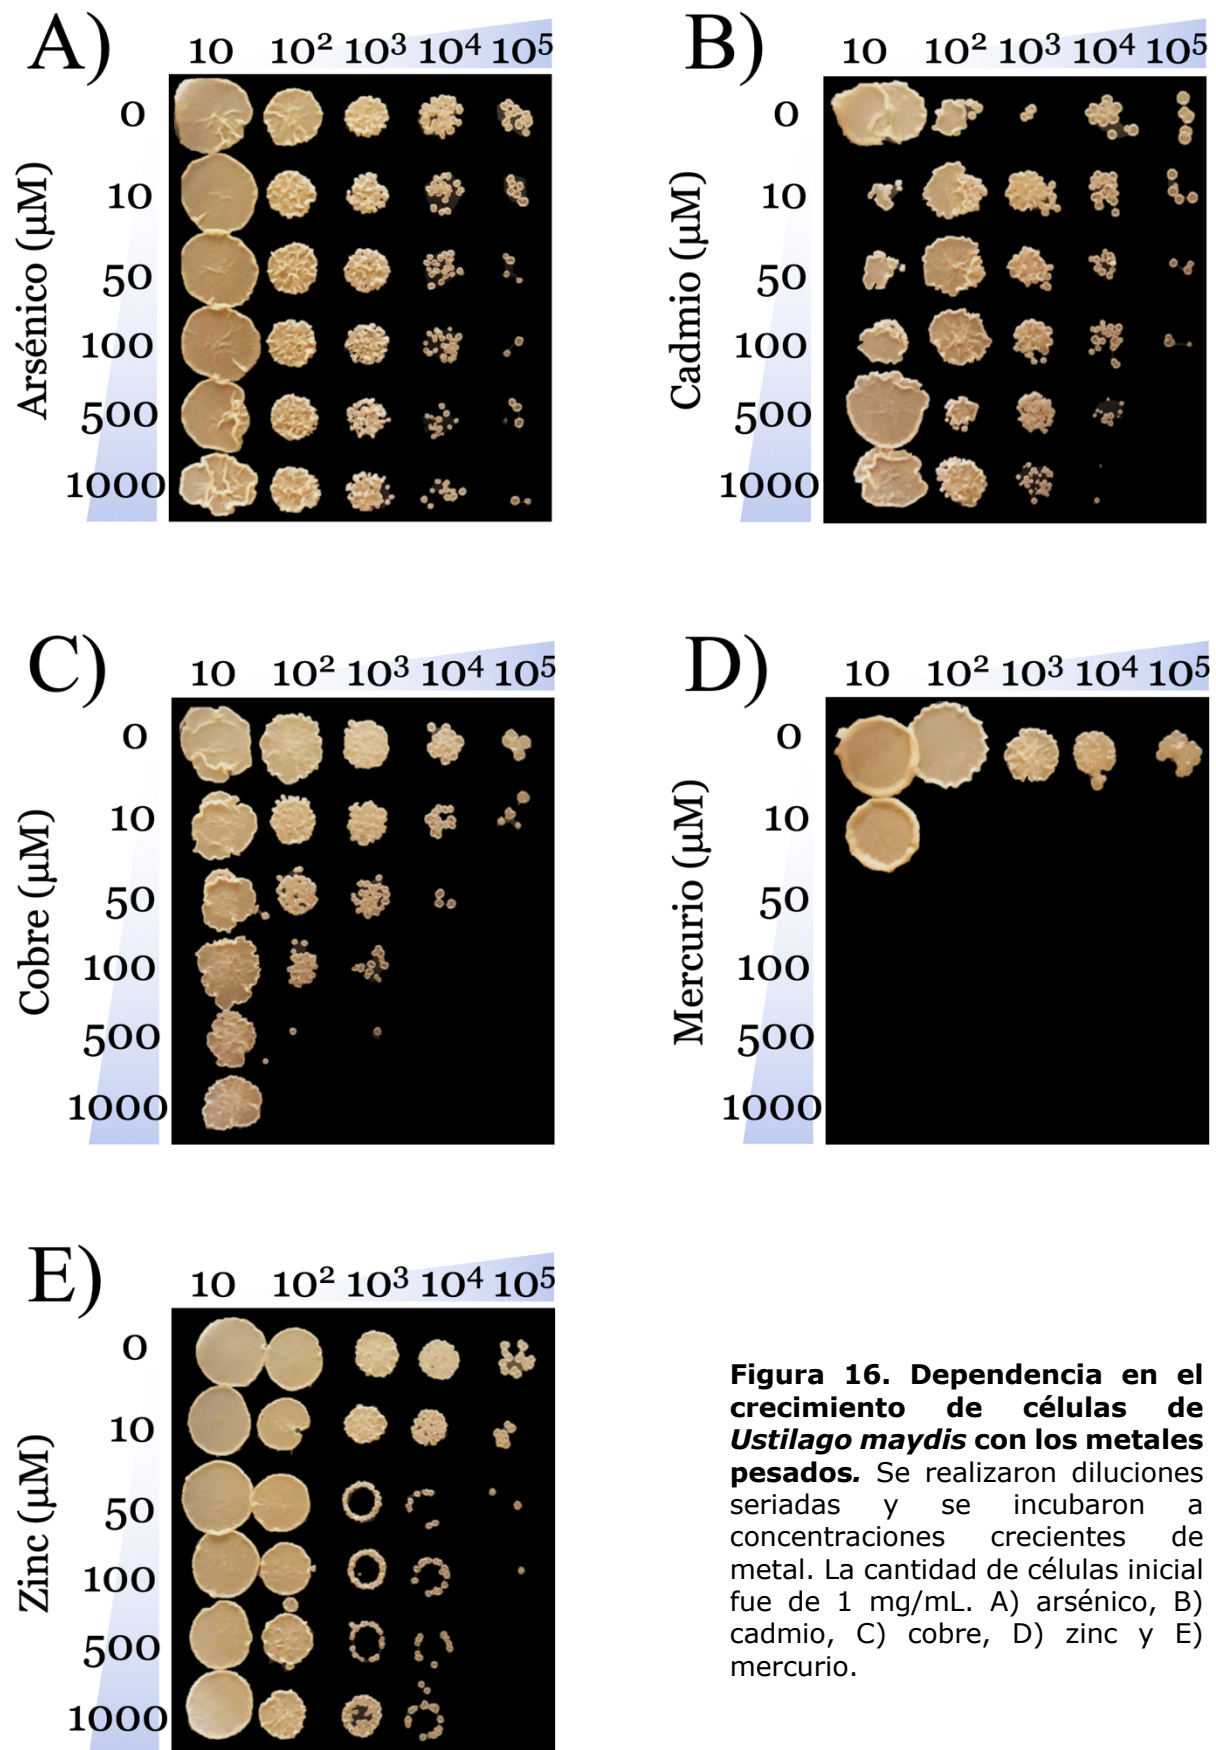 A)
10 10² 10³ 10⁴ 10⁵
Arsénico (µM)
0
10
50
100
500
1000
B)
10 10² 10³ 10⁴ 10⁵
Cadmio (µM)
0
10
50
100
500
1000
C)
10 10² 10³ 10⁴ 10⁵
Cobre (µM)
0
10
50
100
500
1000
D)
10 10² 10³ 10⁴ 10⁵
Mercurio (µM)
0
10
50
100
500
1000
E)
10 10² 10³ 10⁴ 10⁵
Zinc (µM)
0
10
50
100
500
1000
Figura 16. Dependencia en el
crecimiento de células de
Ustilago maydis con los metales
pesados. Se realizaron diluciones
seriadas y se incubaron a
concentraciones crecientes de
metal. La cantidad de células inicial
fue de 1 mg/mL. A) arsénico, B)
cadmio, C) cobre, D) zinc y E)
mercurio.